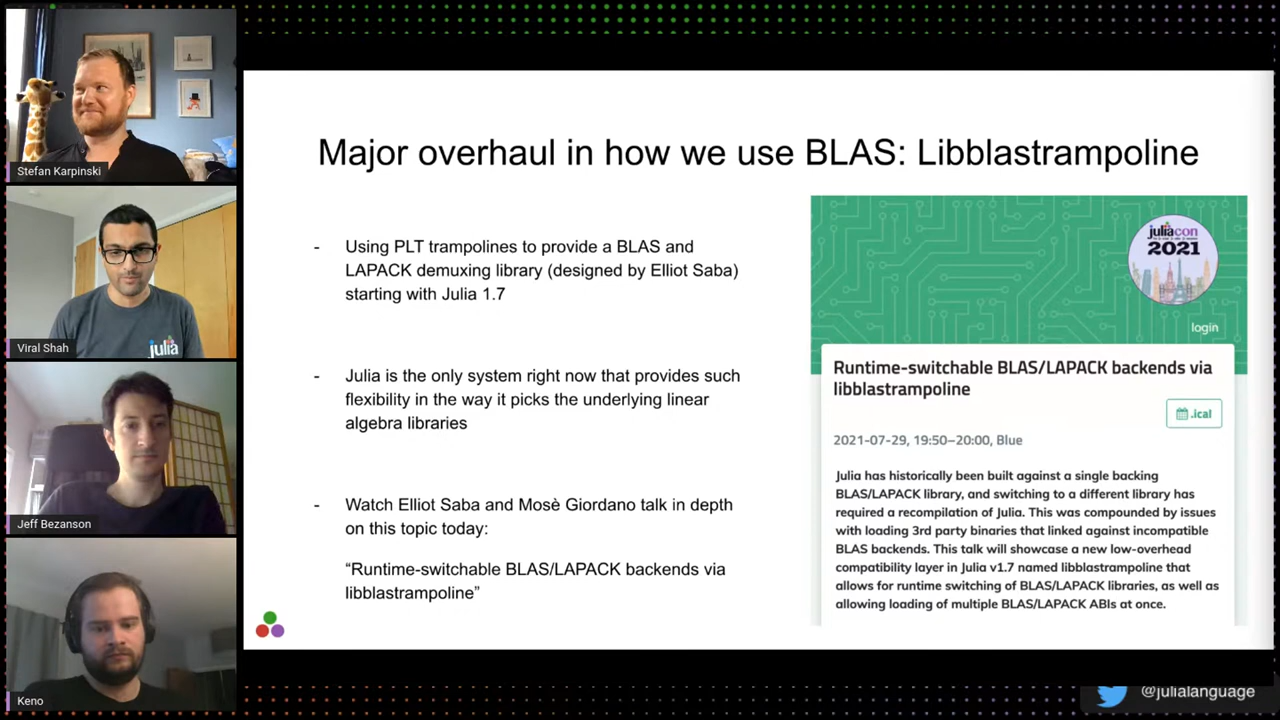 Stefan Karpinski
Viral Shah
julia
Jeff Bezanson
Keno
Major overhaul in how we use BLAS: Libblastrampoline
- Using PLT trampolines to provide a BLAS and
LAPACK demuxing library (designed by Elliot Saba)
starting with Julia 1.7
- Julia is the only system right now that provides such
flexibility in the way it picks the underlying linear
algebra libraries
- Watch Elliot Saba and Mosè Giordano talk in depth
on this topic today:
“Runtime-switchable BLAS/LAPACK backends via
libblastrampoline”
juliacon
2021
login
Runtime-switchable BLAS/LAPACK backends via
libblastrampoline
.ical
2021-07-29, 19:50–20:00, Blue
Julia has historically been built against a single backing
BLAS/LAPACK library, and switching to a different library has
required a recompilation of Julia. This was compounded by issues
with loading 3rd party binaries that linked against incompatible
BLAS backends. This talk will showcase a new low-overhead
compatibility layer in Julia v1.7 named libblastrampoline that
allows for runtime switching of BLAS/LAPACK libraries, as well as
allowing loading of multiple BLAS/LAPACK ABIs at once.
@julialanguage